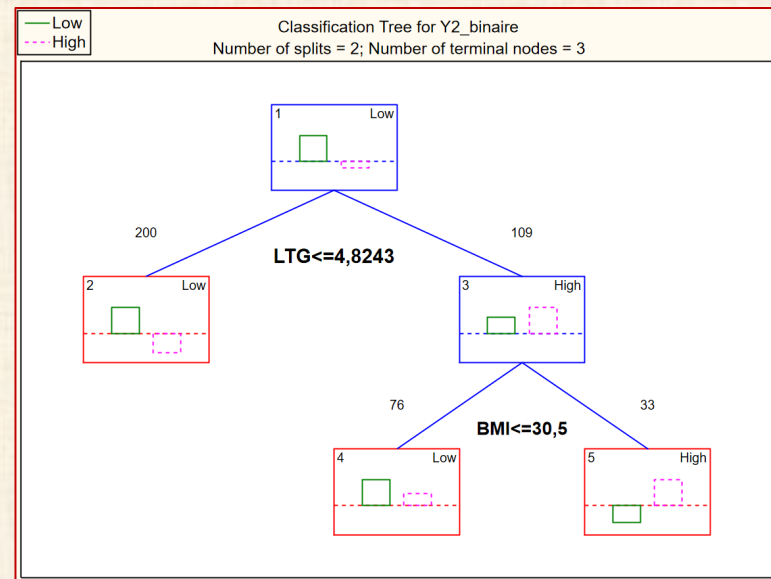 Low
High
Classification Tree for Y2_binaire
Number of splits = 2; Number of terminal nodes = 3
1 Low
200 109
LTG<=4,8243
2 Low
3 High
76 33
BMI<=30,5
4 Low
5 High